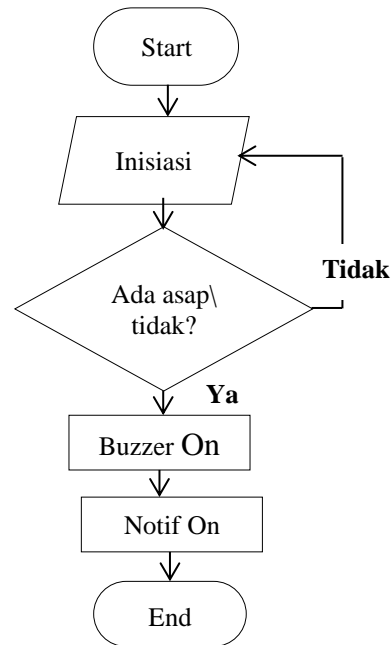 Start
Inisiasi
Tidak
Ada asap\
tidak?
Ya
Buzzer On
Notif On
End